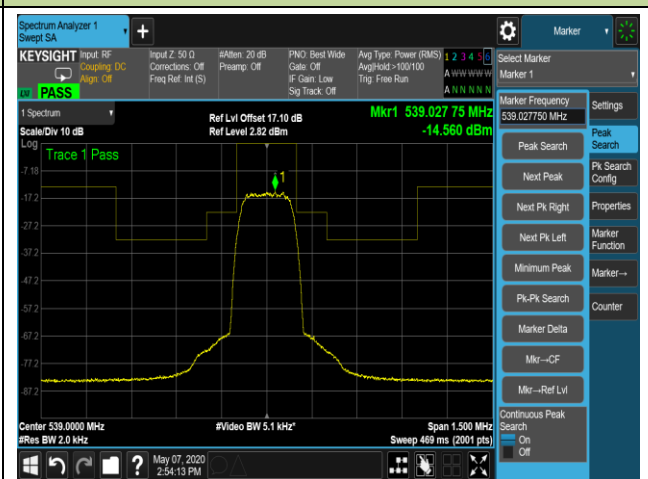 Spectrum Analyzer 1
Swept SA
Marker
KEYSIGHT
Input: RF
Coupling: DC
Align: Off
Input Z: 50 Ω
Corrections: Off
Freq Ref: Int (S)
#Atten: 20 dB
Preamp: Off
PNO: Best Wide
Gate: Off
IF Gain: Low
Sig Track: Off
Avg Type: Power (RMS)
Avg|Hold:>100/100
Trig: Free Run
1 2 3 4 5 6
A W W W W W
A N N N N N
PASS
Select Marker
Marker 1
1 Spectrum
Scale/Div 10 dB
Ref Lvl Offset 17.10 dB
Ref Level 2.82 dBm
Mkr1 539.027 75 MHz
-14.560 dBm
Log
Trace 1 Pass
1
-7.18
-17.2
-27.2
-37.2
-47.2
-57.2
-67.2
-77.2
-87.2
Center 539.0000 MHz
#Res BW 2.0 kHz
#Video BW 5.1 kHz*
Span 1.500 MHz
Sweep 469 ms (2001 pts)
Marker Frequency
539.027750 MHz
Peak Search
Next Peak
Next Pk Right
Next Pk Left
Minimum Peak
Pk-Pk Search
Marker Delta
Mkr→CF
Mkr→Ref Lvl
Continuous Peak
Search
On
Off
Settings
Peak
Search
Pk Search
Config
Properties
Marker
Function
Marker→
Counter
May 07, 2020
2:54:13 PM